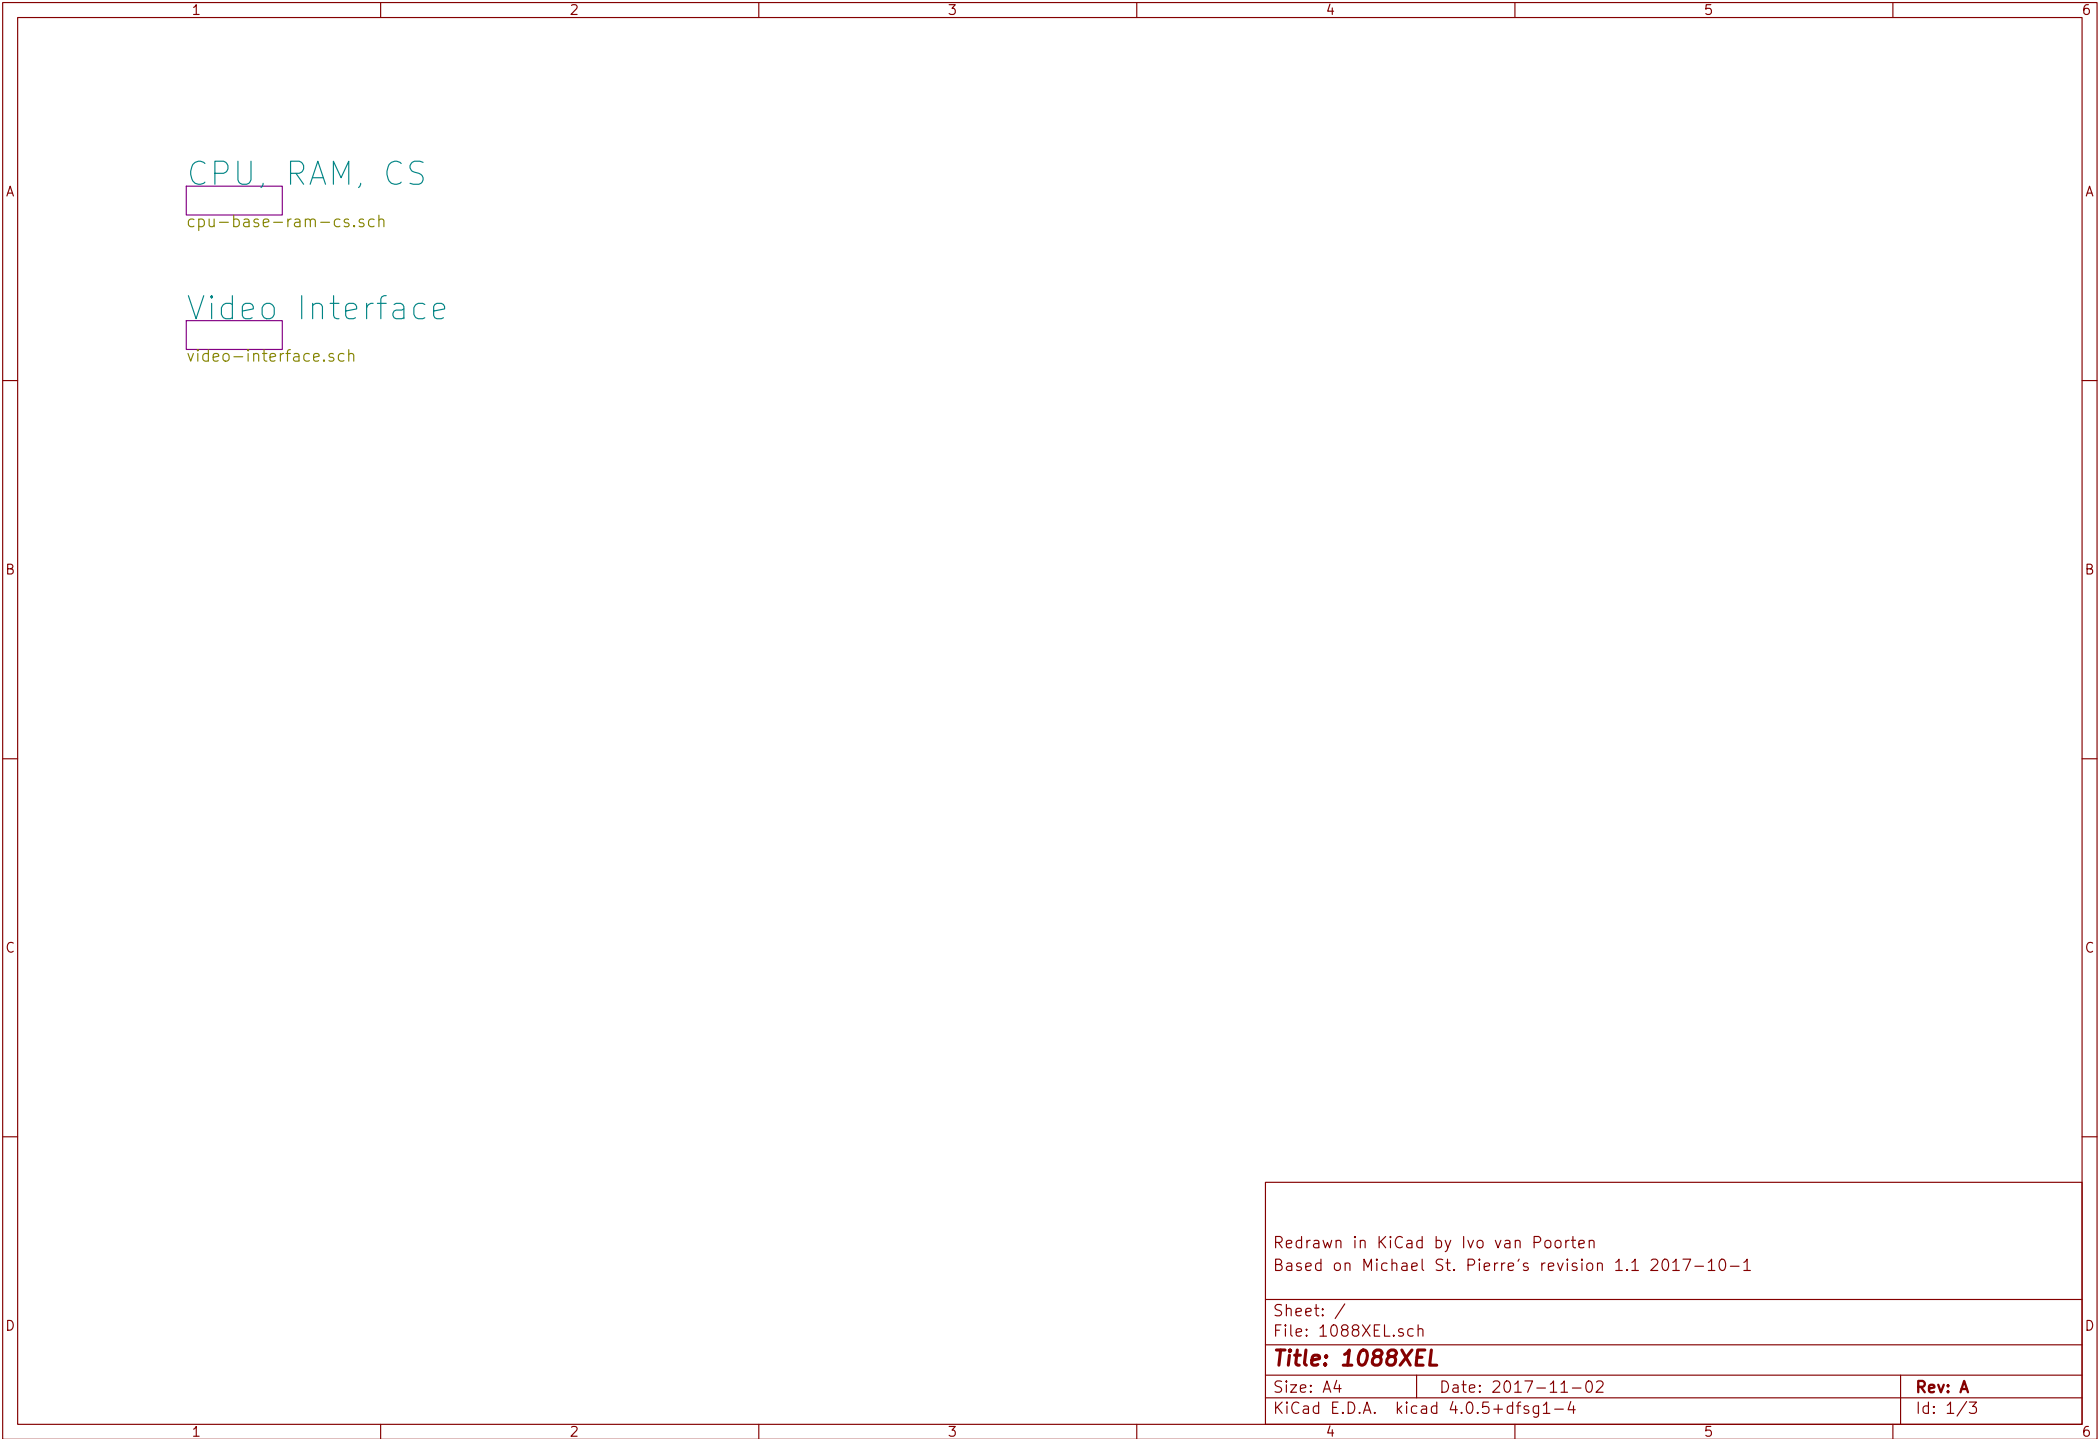 1 2 3 4 5 6
A A
CPU, RAM, CS
cpu-base-ram-cs.sch
Video Interface
video-interface.sch
B B
C C
Redrawn in KiCad by Ivo van Poorten
Based on Michael St. Pierre's revision 1.1 2017-10-1
Sheet: /
File: 1088XEL.sch
D D
Title: 1088XEL
Size: A4 Date: 2017-11-02 Rev: A
KiCad E.D.A. kicad 4.0.5+dfsg1-4 Id: 1/3
1 2 3 4 5 6